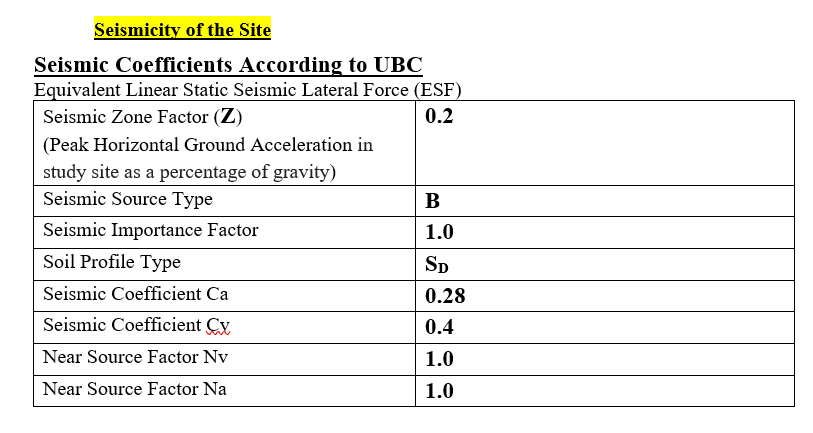 Seismicity of the Site
Seismic Coefficients According to UBC
Equivalent Linear Static Seismic Lateral Force (ESF)
Seismic Zone Factor (Z) 0.2
(Peak Horizontal Ground Acceleration in
study site as a percentage of gravity)
Seismic Source Type B
Seismic Importance Factor 1.0
Soil Profile Type SD
Seismic Coefficient Ca 0.28
Seismic Coefficient Cv 0.4
Near Source Factor Nv 1.0
Near Source Factor Na 1.0